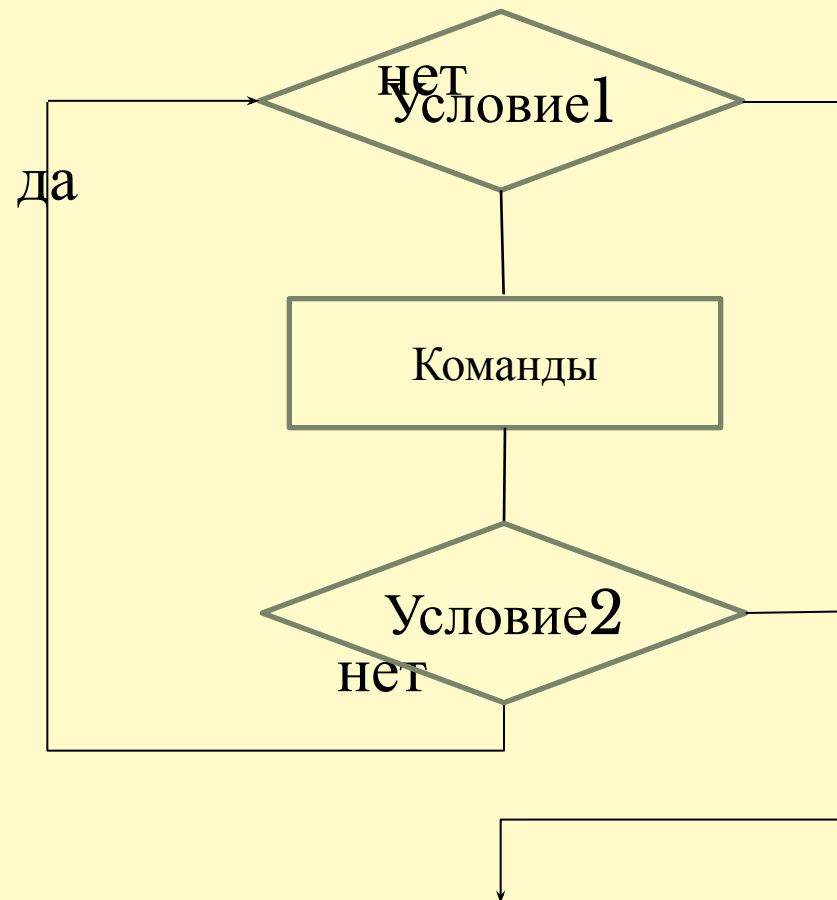 нет
Условие1
да
Команды
Условие2
нет